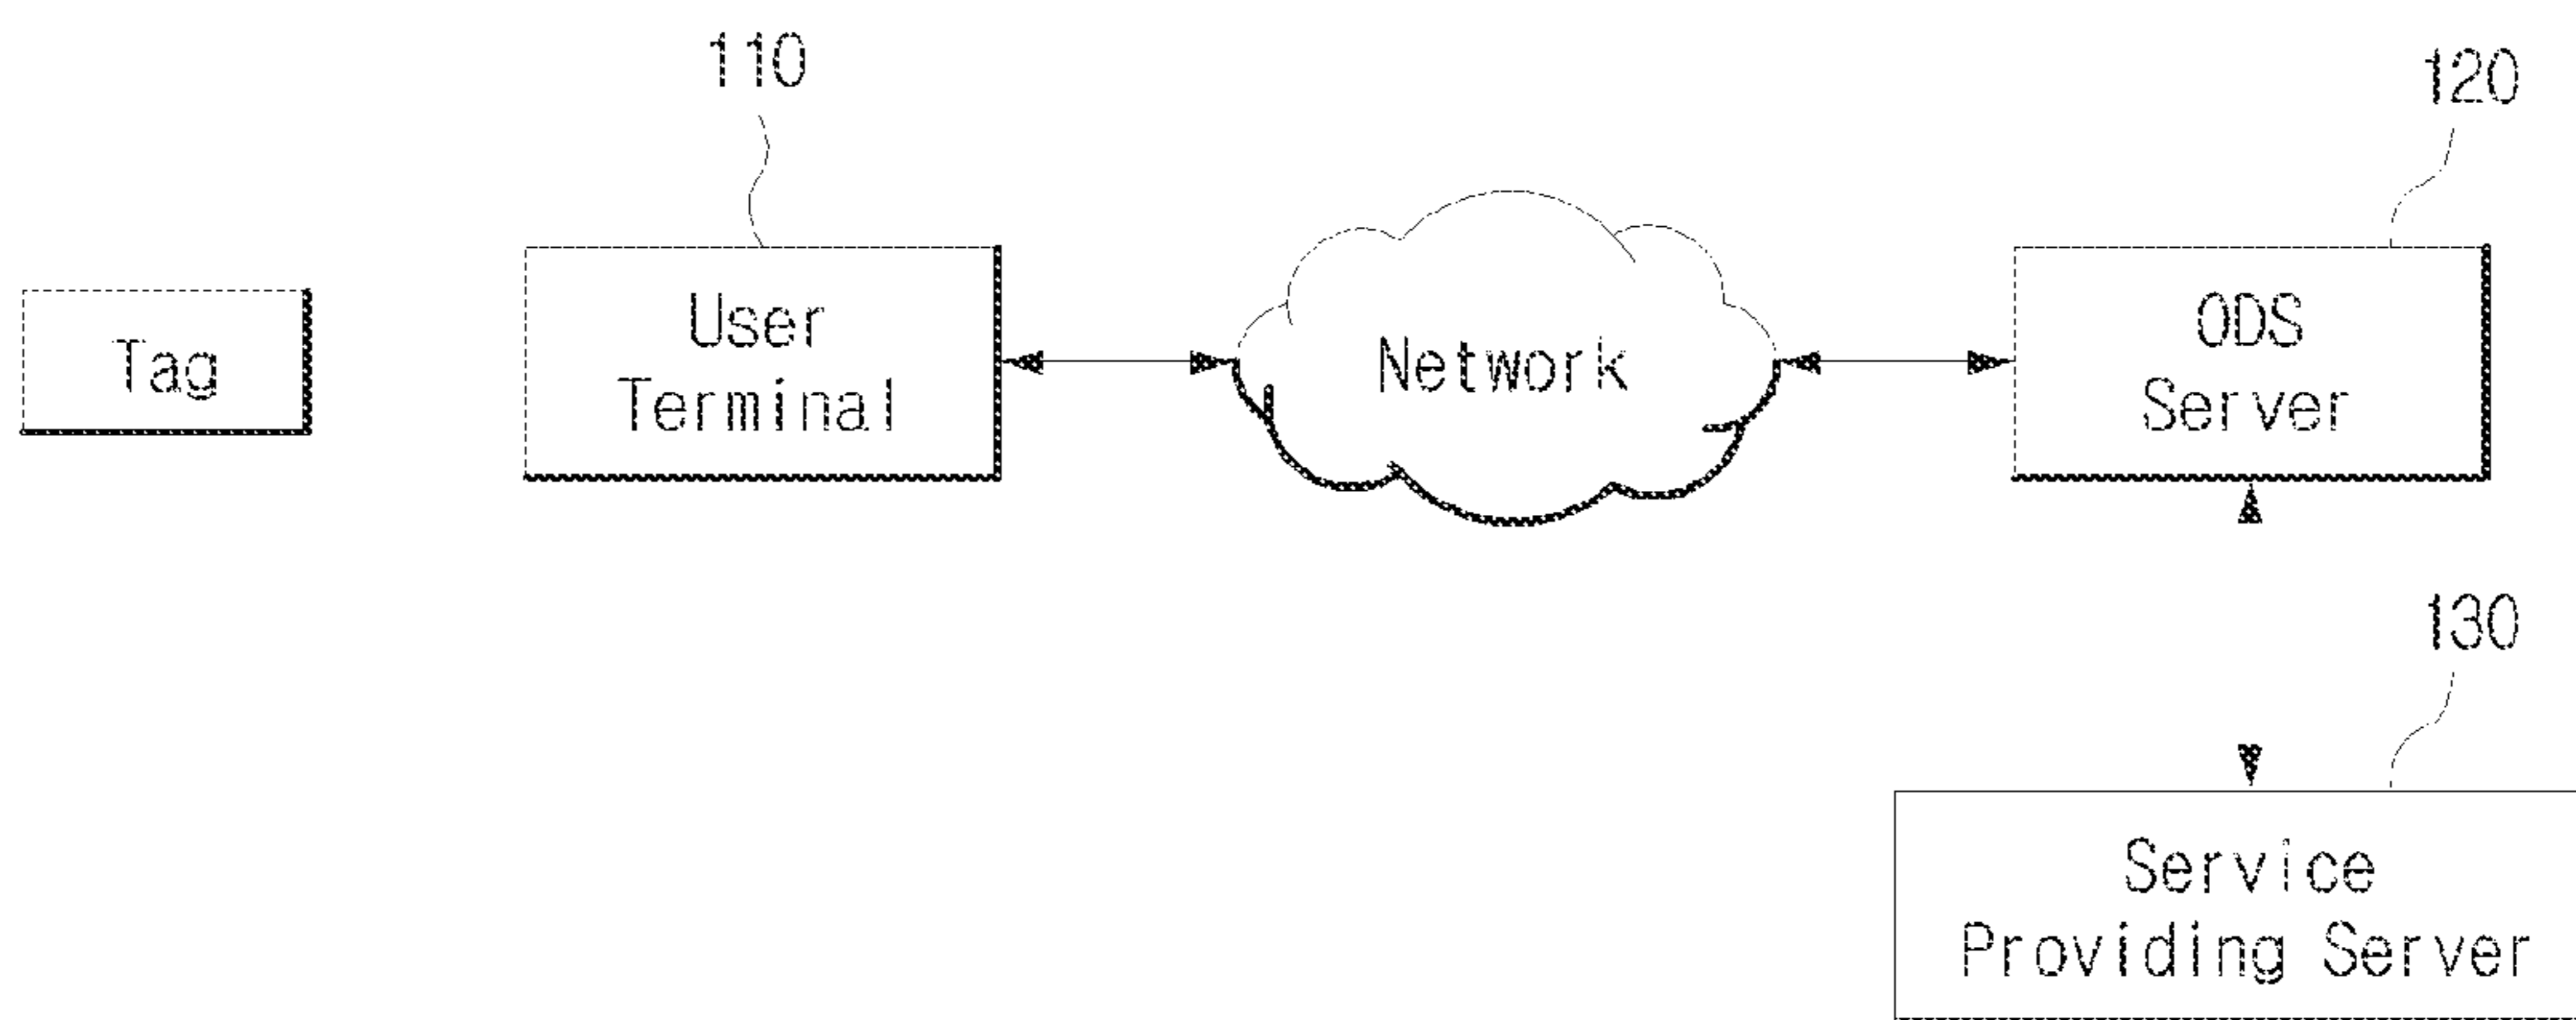 110
120
Tag
User
Terminal
Network
ODS
Server
130
Service
Providing Server